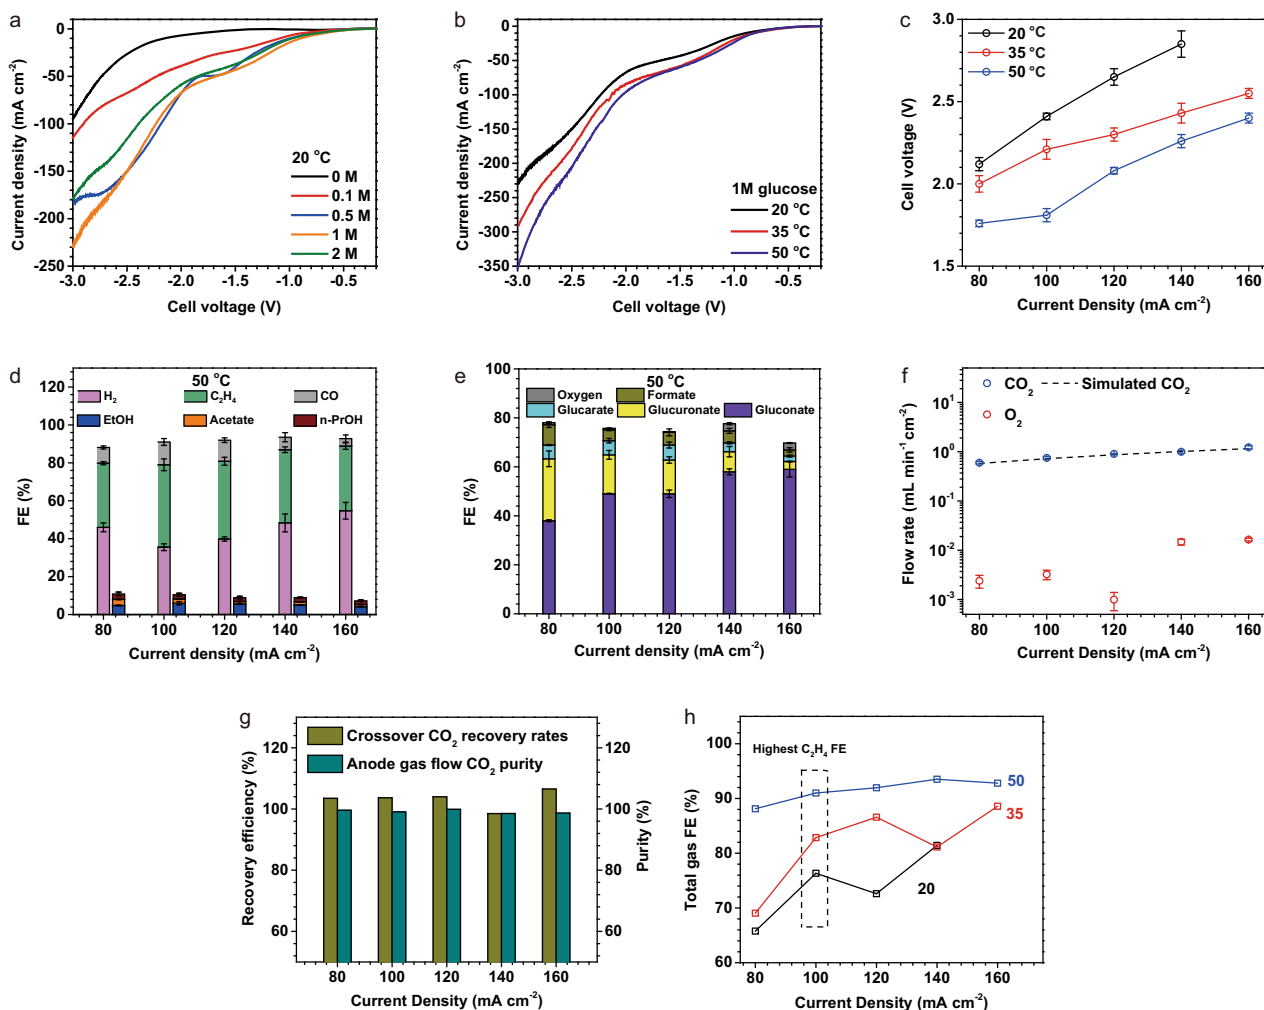 a
Current density (mA cm-2)
0
-50
-100
-150
-200
-250
20 °C
0 M
0.1 M
0.5 M
1 M
2 M
-3.0 -2.5 -2.0 -1.5 -1.0 -0.5
Cell voltage (V)
b
Current density (mA cm-2)
0
-50
-100
-150
-200
-250
-300
-350
1M glucose
20 °C
35 °C
50 °C
-3.0 -2.5 -2.0 -1.5 -1.0 -0.5
Cell voltage (V)
c
Cell voltage (V)
3.0
2.5
2.0
1.5
20 °C
35 °C
50 °C
80 100 120 140 160
Current Density (mA cm-2)
d
FE (%)
120
100
80
60
40
20
0
50 °C
H2 C2H4 CO
EtOH Acetate n-PrOH
80 100 120 140 160
Current density (mA cm-2)
e
FE (%)
100
80
60
40
20
0
50 °C
Oxygen Formate
Glucarate Glucuronate Gluconate
80 100 120 140 160
Current density (mA cm-2)
f
Flow rate (mL min-1 cm-2)
10^1
10^0
10^-1
10^-2
10^-3
CO2 Simulated CO2
O2
80 100 120 140 160
Current Density (mA cm-2)
g
Recovery efficiency (%)
120
100
80
60
Crossover CO2 recovery rates
Anode gas flow CO2 purity
120
100
80
60
Purity (%)
80 100 120 140 160
Current Density (mA cm-2)
h
Total gas FE (%)
100
90
80
70
60
Highest C2H4 FE
50
35
20
80 100 120 140 160
Current Density (mA cm-2)